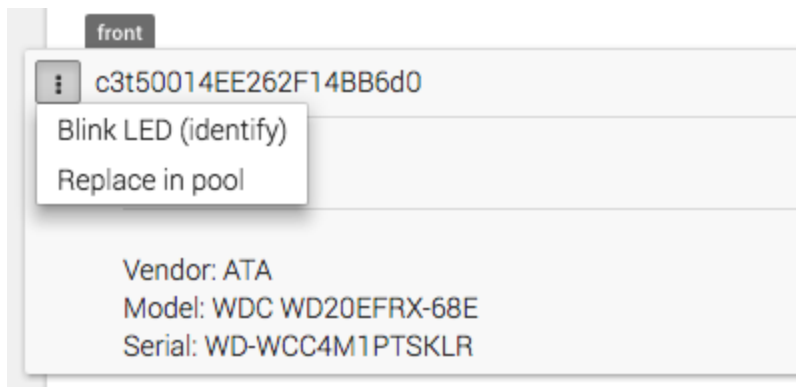 front
c3t50014EE262F14BB6d0
Blink LED (identify)
Replace in pool
Vendor: ATA
Model: WDC WD20EFRX-68E
Serial: WD-WCC4M1PTSKLR